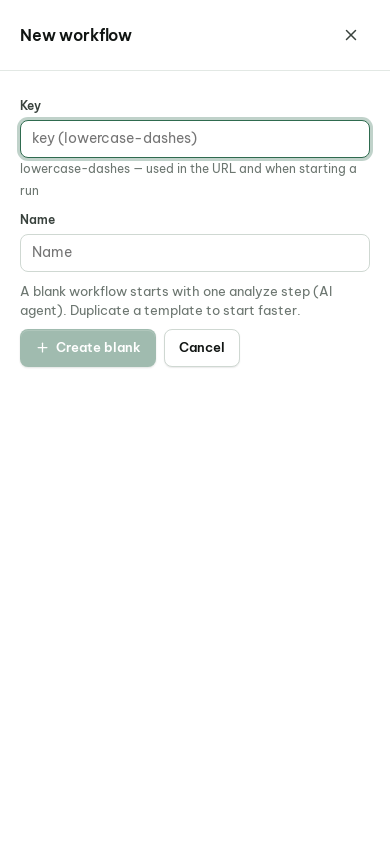 New workflow
Key
key (lowercase-dashes)
lowercase-dashes — used in the URL and when starting a
run
Name
Name
A blank workflow starts with one analyze step (AI
agent). Duplicate a template to start faster.
Create blank
Cancel